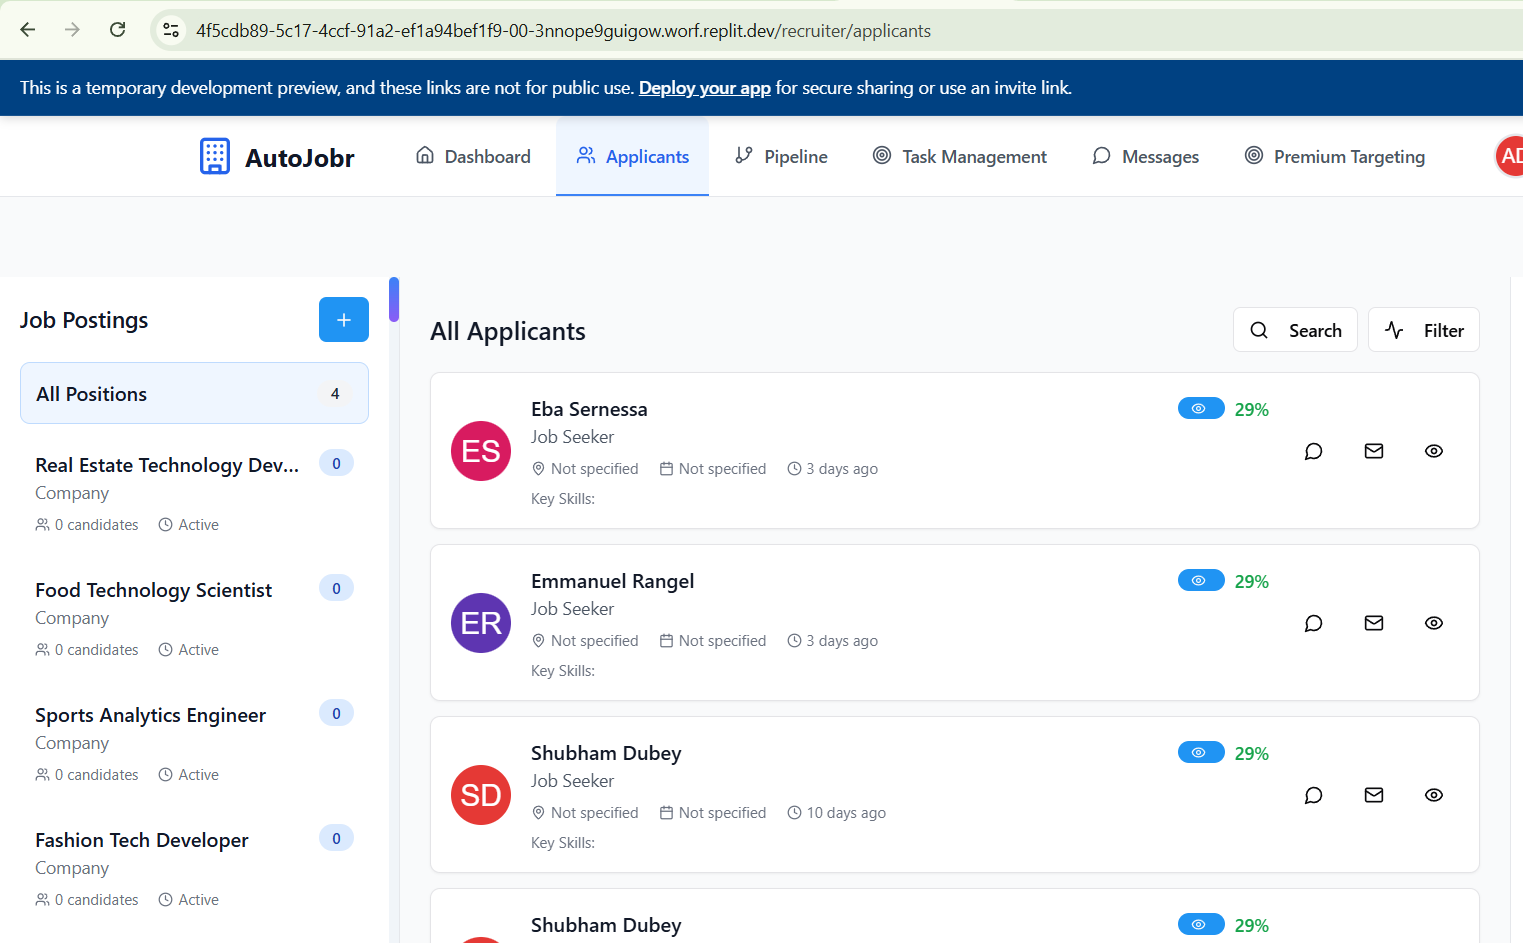 4f5cdb89-5c17-4ccf-91a2-ef1a94bef1f9-00-3nnope9guigow.worf.replit.dev/recruiter/applicants
This is a temporary development preview, and these links are not for public use. Deploy your app for secure sharing or use an invite link.
AutoJobr Dashboard Applicants Pipeline Task Management Messages Premium Targeting AD
Job Postings +
All Positions 4
Real Estate Technology Dev... 0
Company
0 candidates Active
Food Technology Scientist 0
Company
0 candidates Active
Sports Analytics Engineer 0
Company
0 candidates Active
Fashion Tech Developer 0
Company
0 candidates Active
All Applicants Search Filter
ES
Eba Sernessa 29%
Job Seeker
Not specified Not specified 3 days ago
Key Skills:
ER
Emmanuel Rangel 29%
Job Seeker
Not specified Not specified 3 days ago
Key Skills:
SD
Shubham Dubey 29%
Job Seeker
Not specified Not specified 10 days ago
Key Skills:
Shubham Dubey 29%